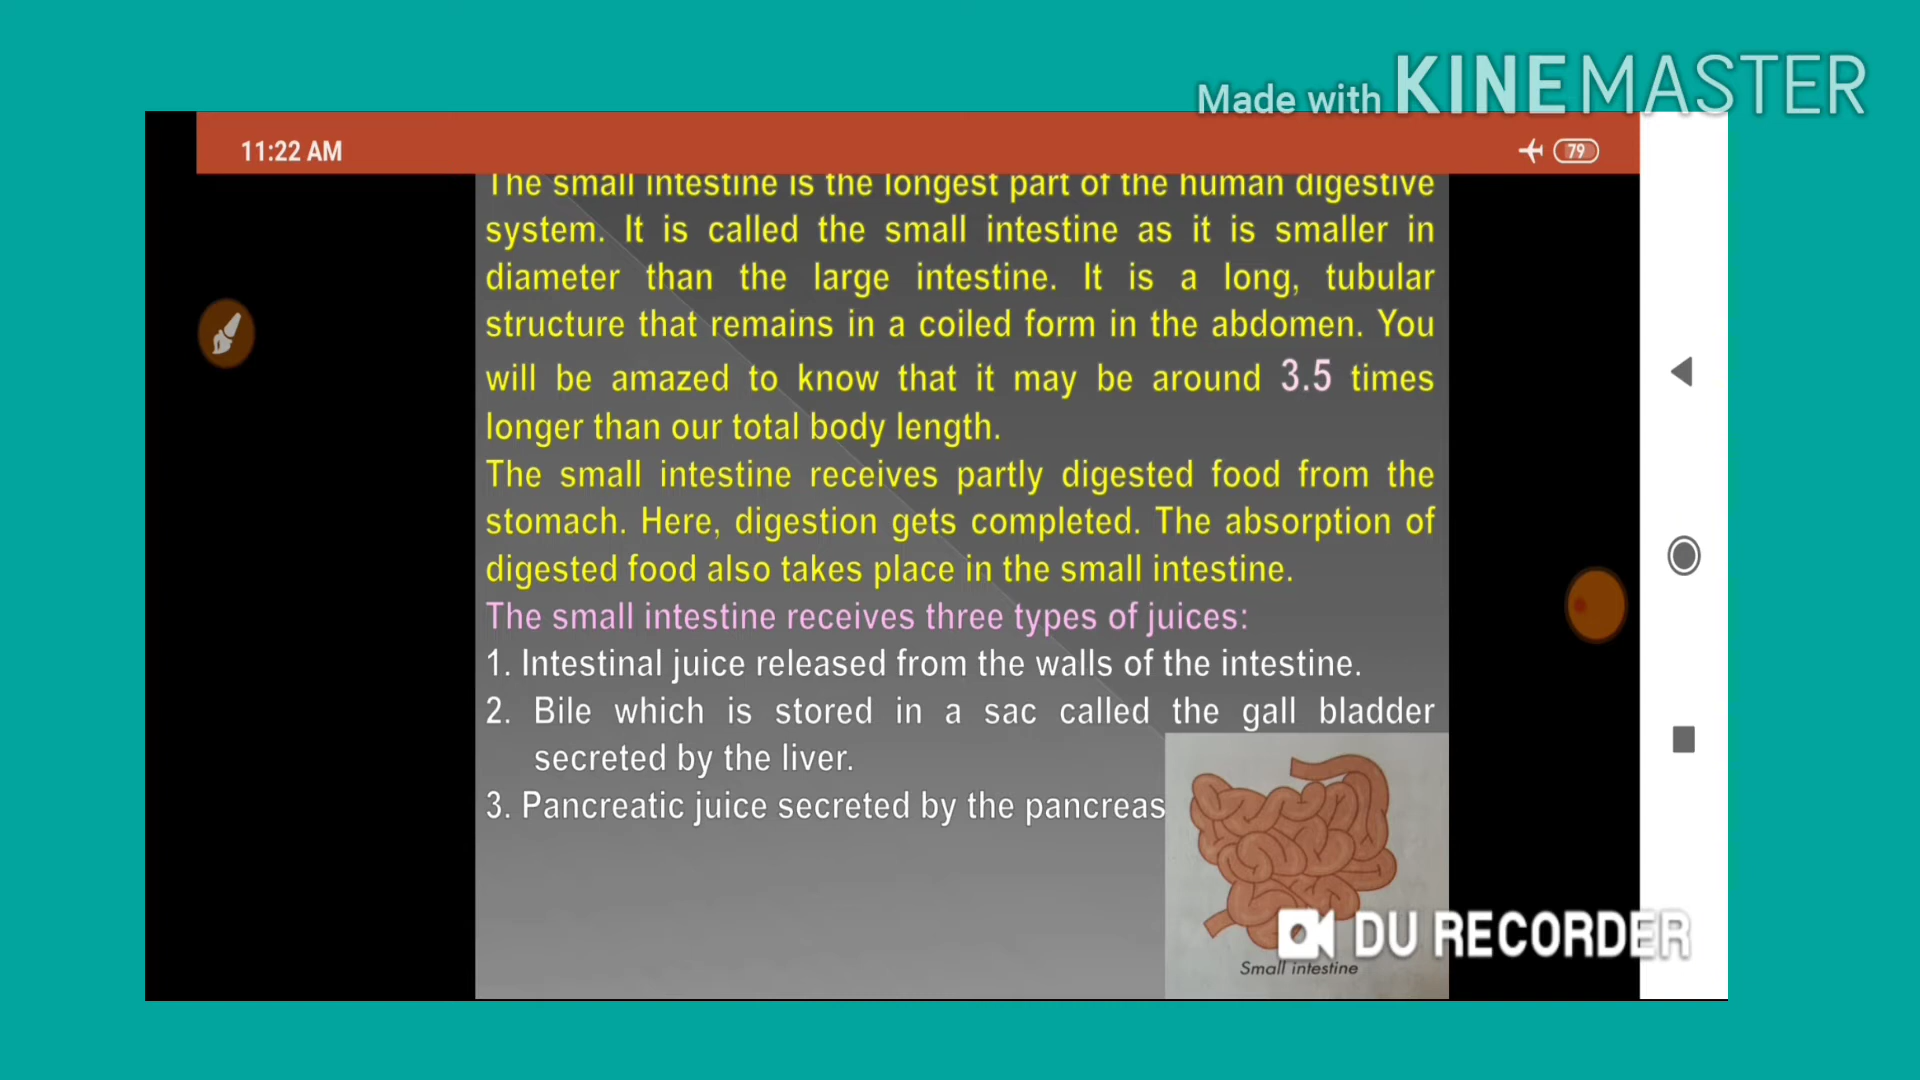 Made with KINEMASTER
11:22 AM
79
The small intestine is the longest part of the human digestive
system. It is called the small intestine as it is smaller in
diameter than the large intestine. It is a long, tubular
structure that remains in a coiled form in the abdomen. You
will be amazed to know that it may be around 3.5 times
longer than our total body length.
The small intestine receives partly digested food from the
stomach. Here, digestion gets completed. The absorption of
digested food also takes place in the small intestine.
The small intestine receives three types of juices:
1. Intestinal juice released from the walls of the intestine.
2. Bile which is stored in a sac called the gall bladder
secreted by the liver.
3. Pancreatic juice secreted by the pancreas
DU RECORDER
Small intestine